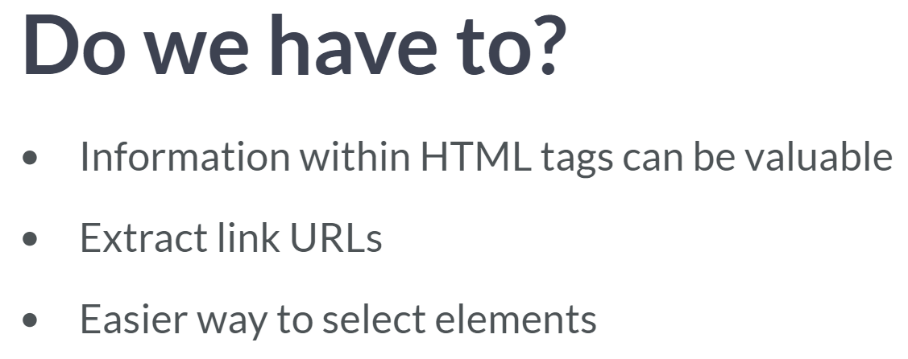 Do we have to?
• Information within HTML tags can be valuable
• Extract link URLs
• Easier way to select elements